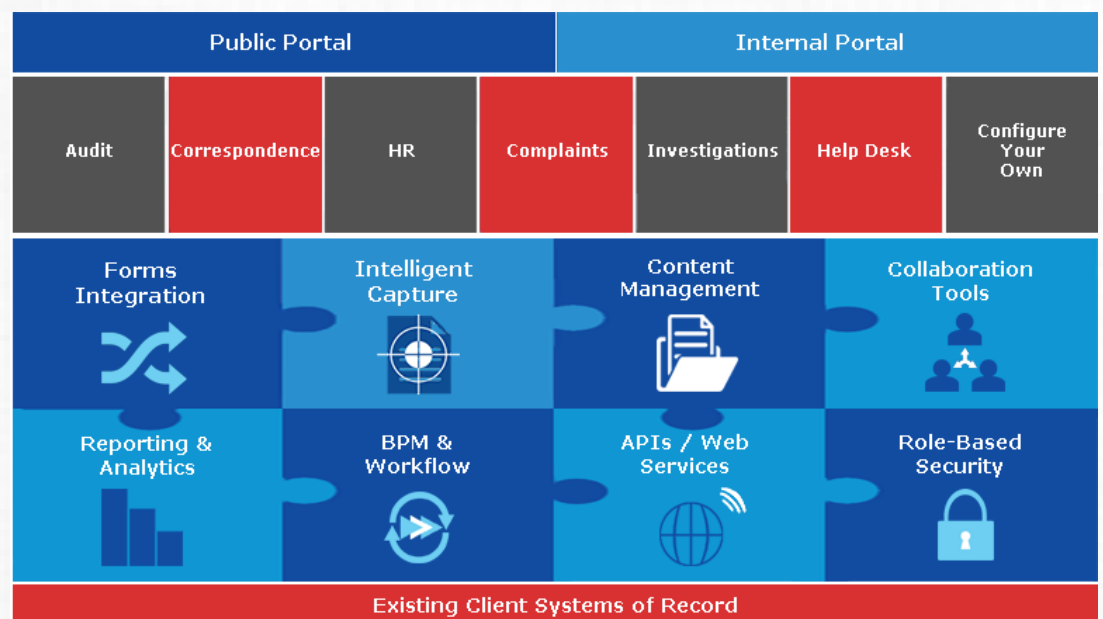 Public Portal
Internal Portal
Audit
Correspondence
HR
Complaints
Investigations
Help Desk
Configure
Your
Own
Forms
Integration
Intelligent
Capture
Content
Management
Collaboration
Tools
Reporting &
Analytics
BPM &
Workflow
APIs / Web
Services
Role-Based
Security
Existing Client Systems of Record